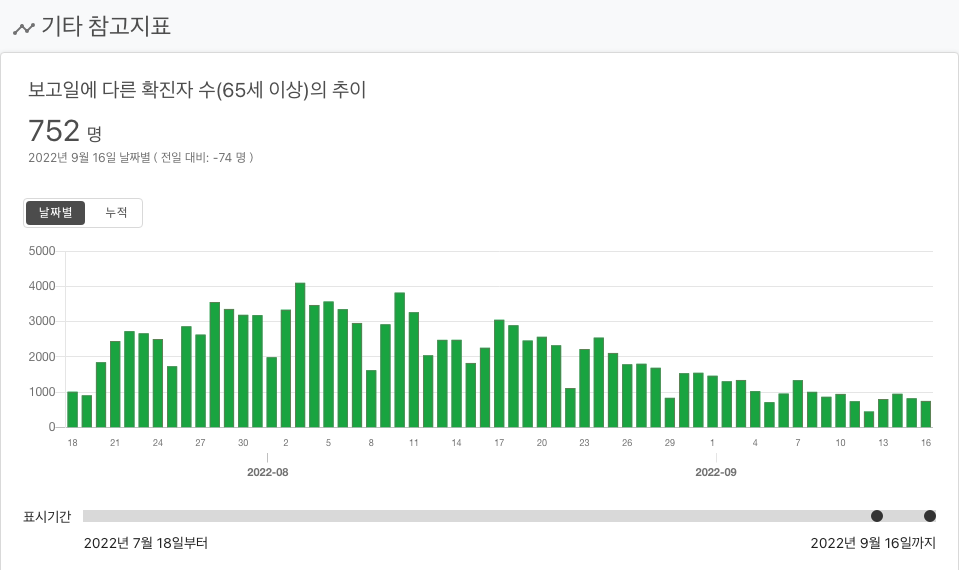 기타 참고지표
보고일에 다른 확진자 수(65세 이상)의 추이
752 명
2022년 9월 16일 날짜별 ( 전일 대비: -74 명 )
날짜별 누적
5000
4000
3000
2000
1000
0
18 21 24 27 30 2 5 8 11 14 17 20 23 26 29 1 4 7 10 13 16
2022-08 2022-09
표시기간
2022년 7월 18일부터 2022년 9월 16일까지